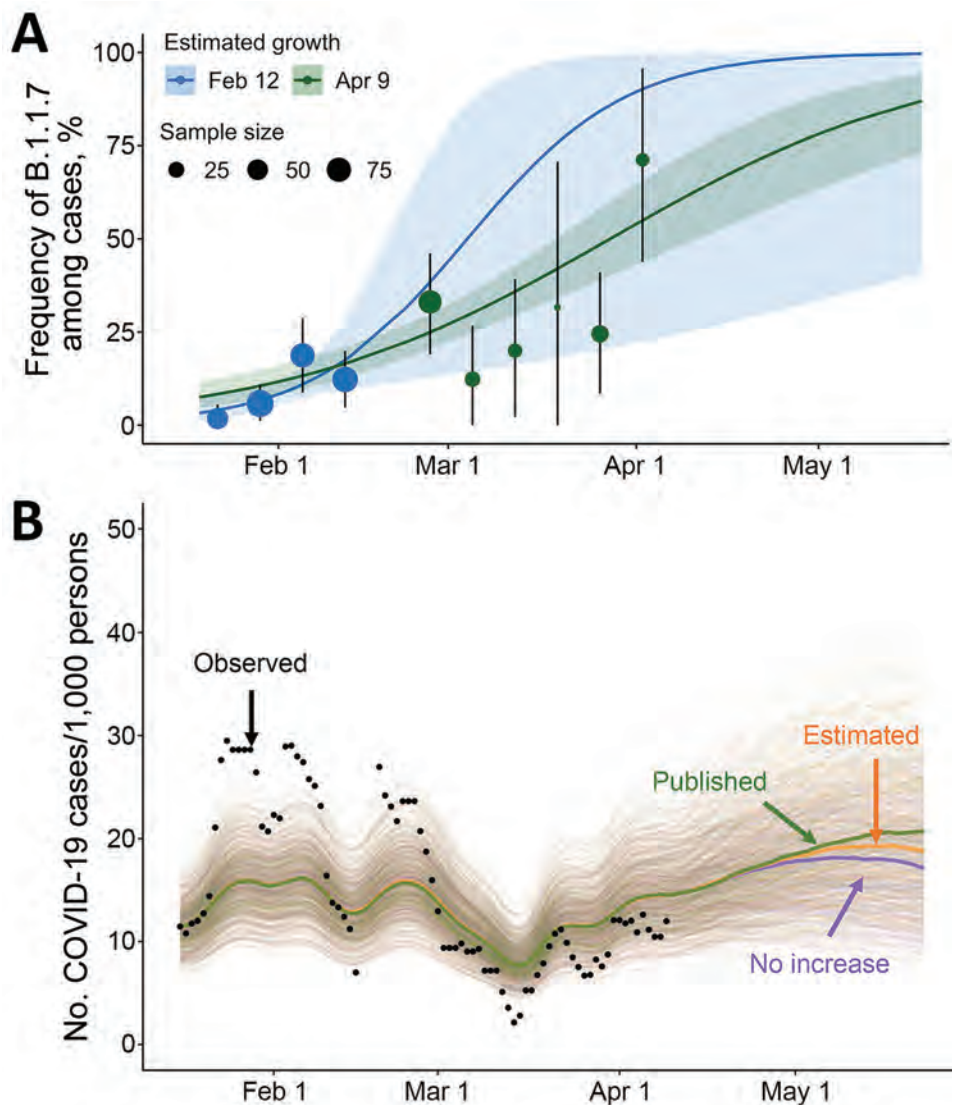 A
Estimated growth
Feb 12 Apr 9
Sample size
25 50 75
Frequency of B.1.1.7
among cases, %
100
75
50
25
0
Feb 1 Mar 1 Apr 1 May 1
B
No. COVID-19 cases/1,000 persons
50
40
30
20
10
0
Observed
Estimated
Published
No increase
Feb 1 Mar 1 Apr 1 May 1